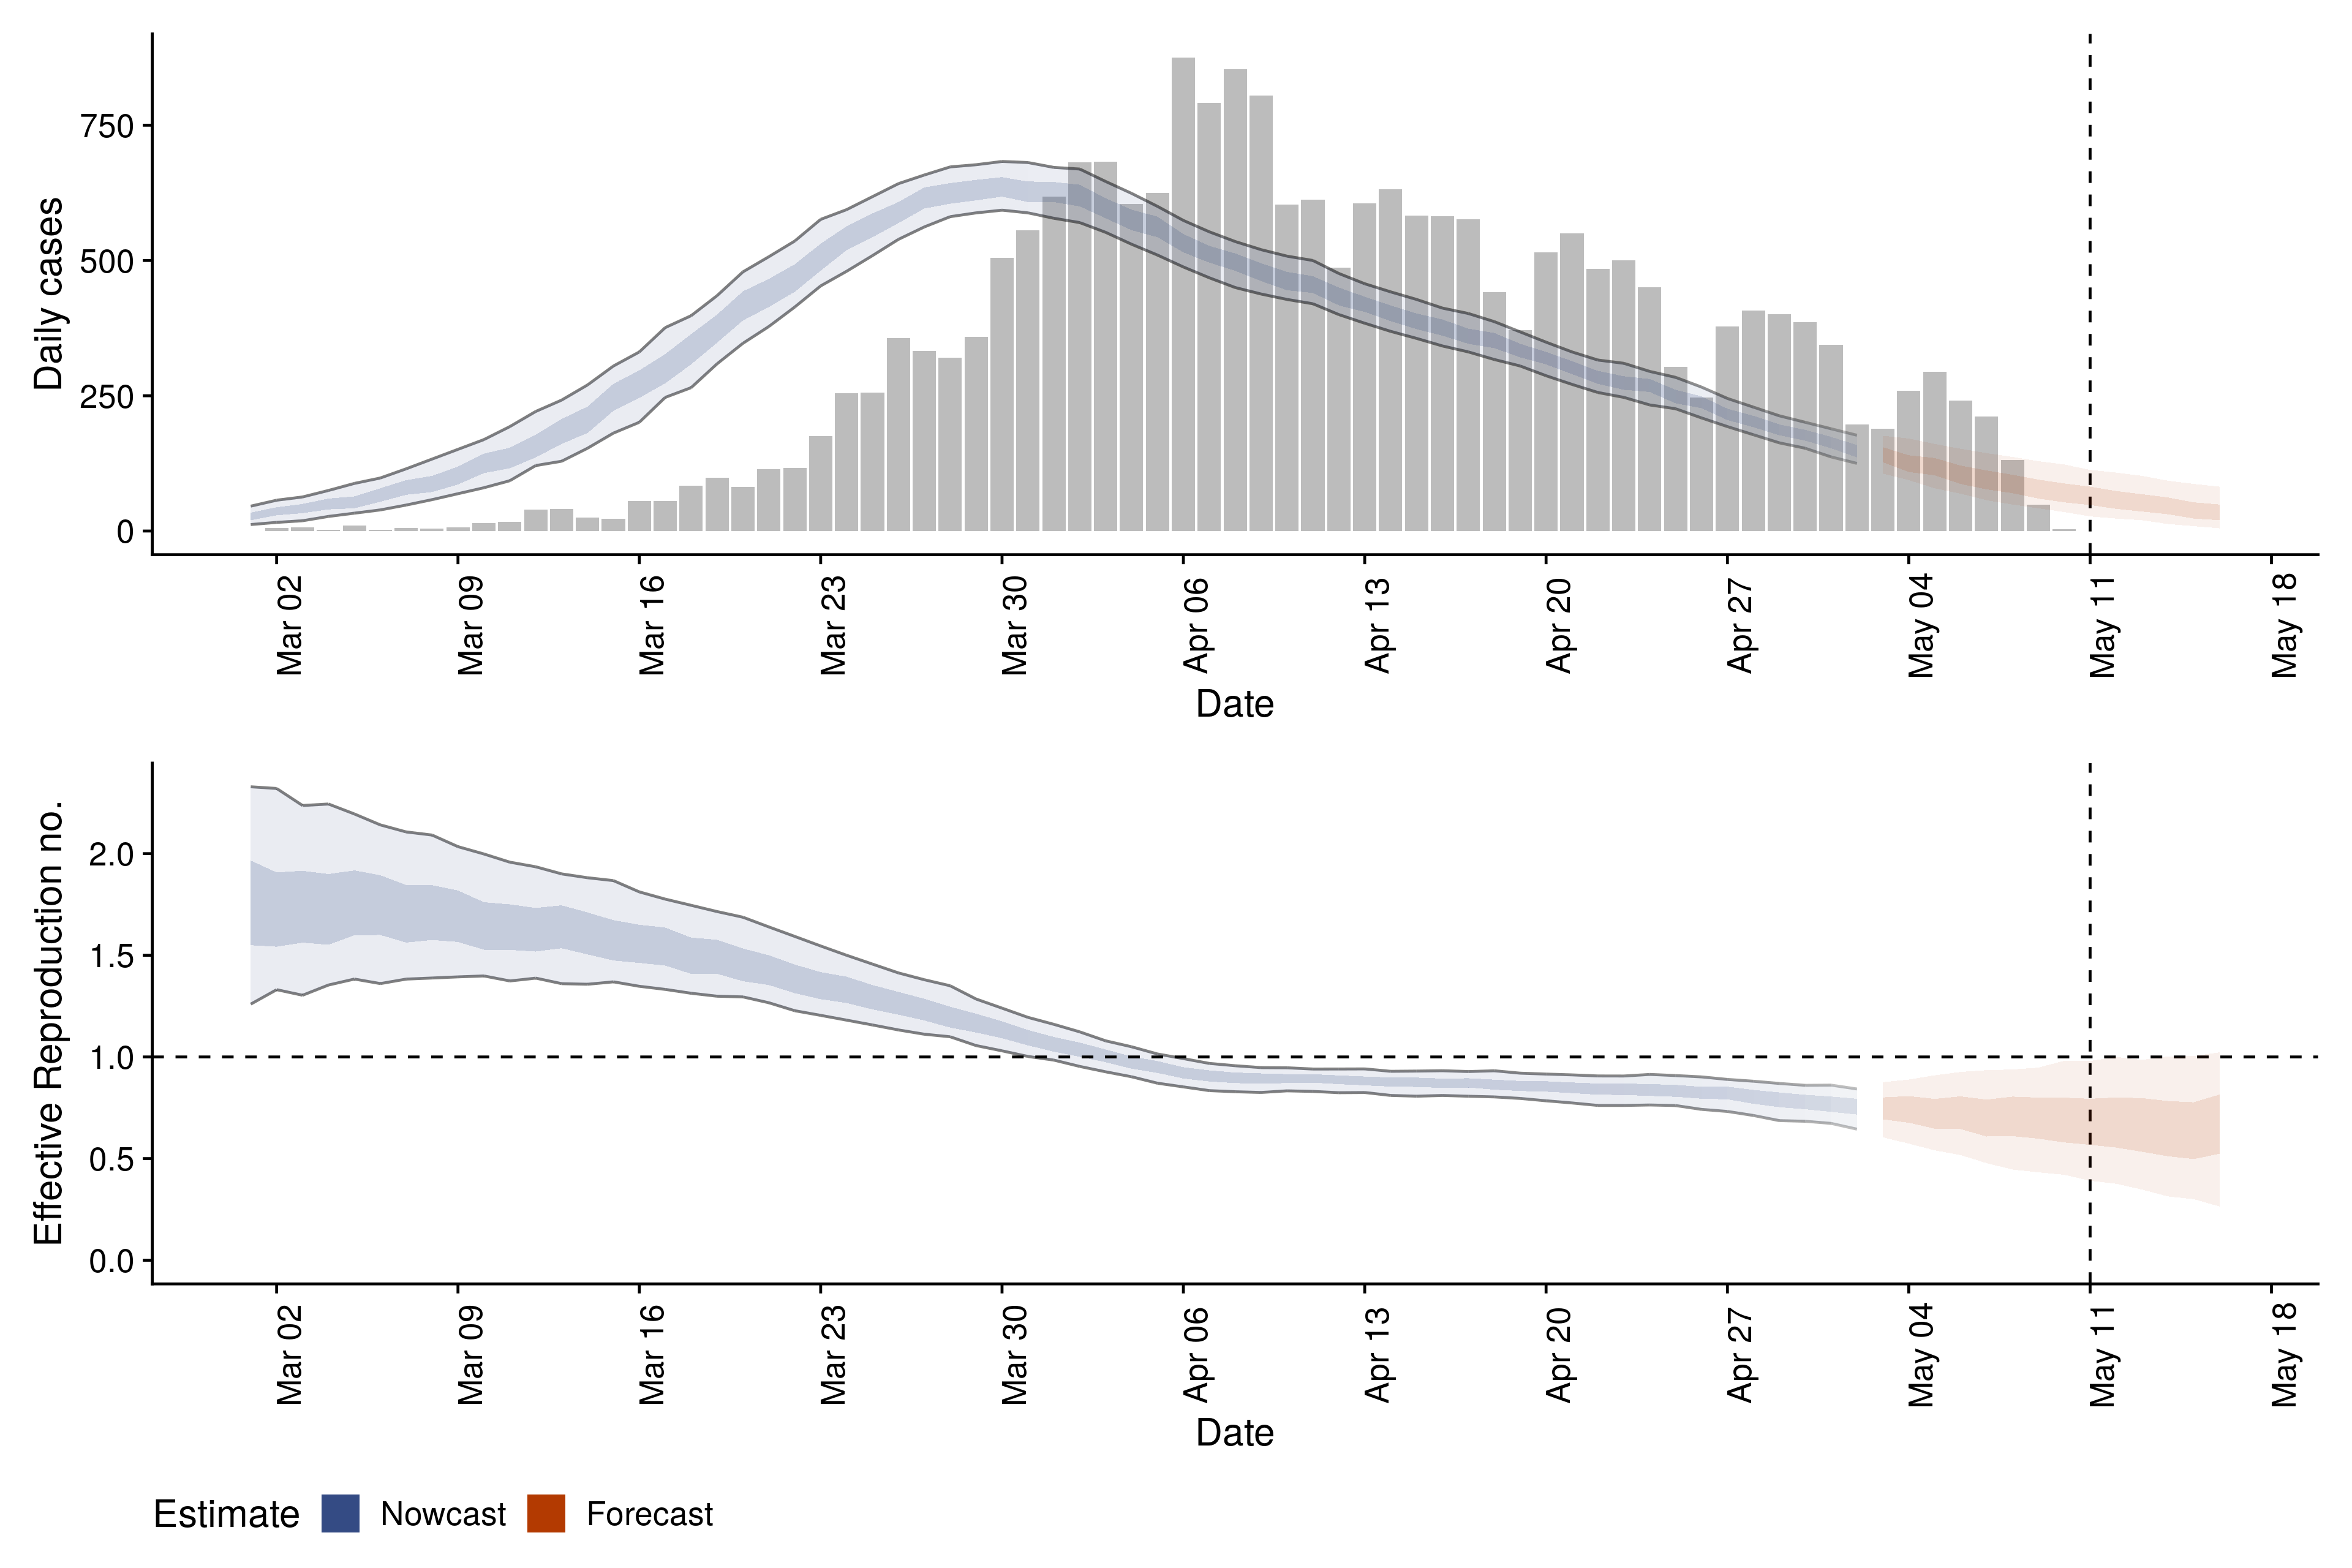 Daily cases
750
500
250
0
Mar 02
Mar 09
Mar 16
Mar 23
Mar 30
Apr 06
Apr 13
Apr 20
Apr 27
May 04
May 11
May 18
Date
Effective Reproduction no.
2.0
1.5
1.0
0.5
0.0
Mar 02
Mar 09
Mar 16
Mar 23
Mar 30
Apr 06
Apr 13
Apr 20
Apr 27
May 04
May 11
May 18
Date
Estimate Nowcast Forecast